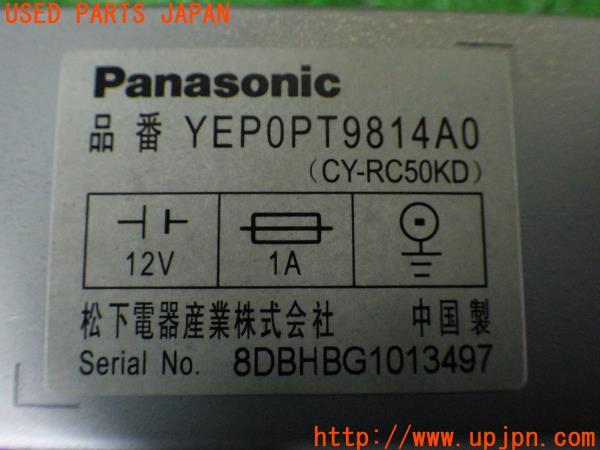 USED PARTS JAPAN
Panasonic
品番 YEP0PT9814A0
(CY-RC50KD)
12V 1A
松下電器産業株式会社 中国製
Serial No. 8DBHBG1013497
http://www.upjpn.com/